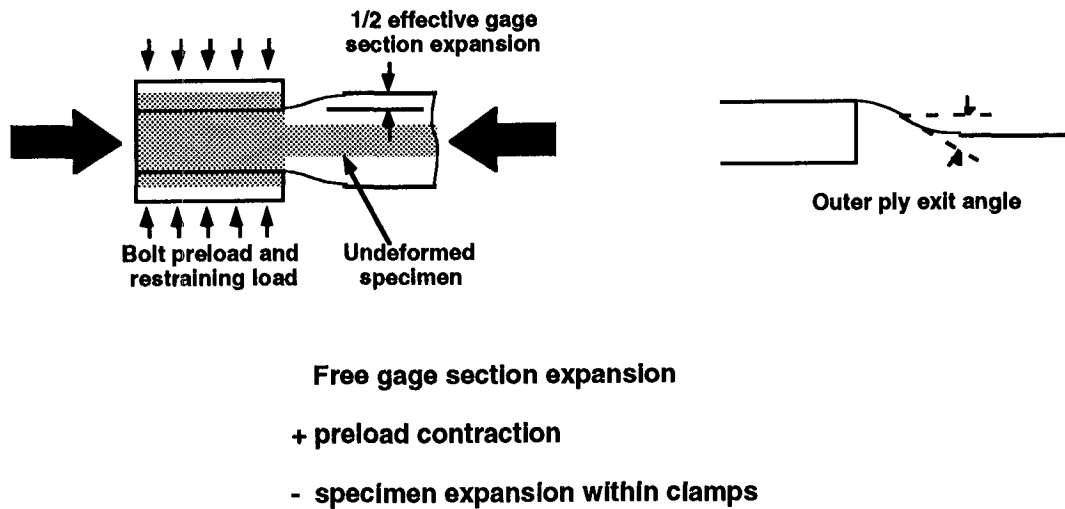 1/2 effective gage
section expansion
Bolt preload and
restraining load
Undeformed
specimen
Outer ply exit angle
Free gage section expansion
+ preload contraction
- specimen expansion within clamps